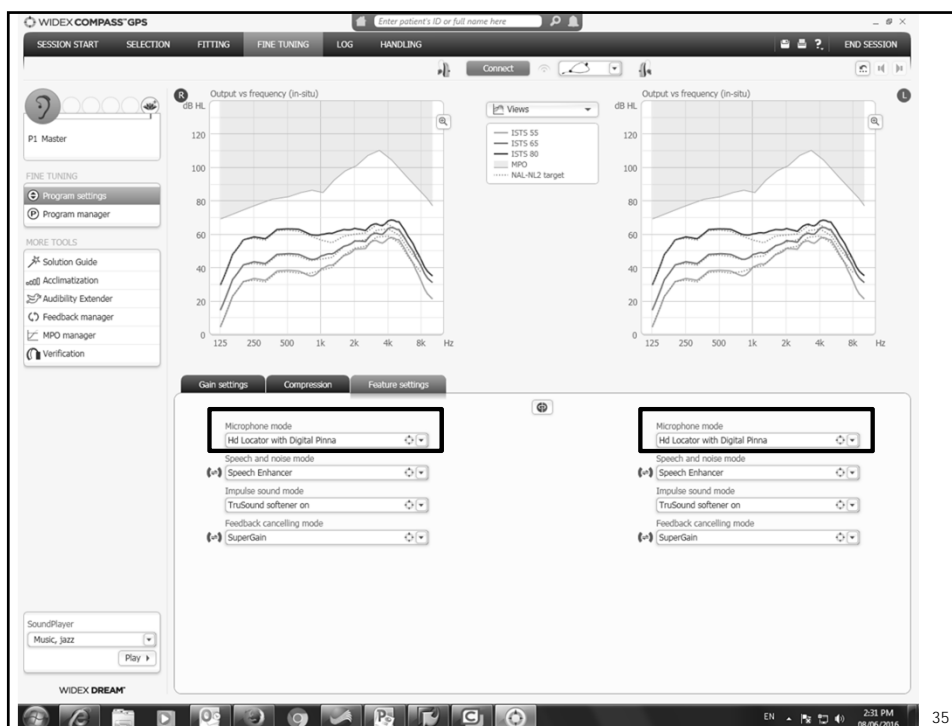 WIDEX COMPASS™ GPS
Enter patient's ID or full name here
SESSION START SELECTION FITTING FINE TUNING LOG HANDLING END SESSION
Connect
R Output vs frequency (in-situ)
dB HL
120
100
80
60
40
20
0
125 250 500 1k 2k 4k 8k Hz
Views
ISTS 55
ISTS 65
ISTS 80
MPO
NAL-NL2 target
Output vs frequency (in-situ) L
dB HL
120
100
80
60
40
20
0
125 250 500 1k 2k 4k 8k Hz
P1 Master
FINE TUNING
Program settings
P Program manager
MORE TOOLS
Solution Guide
Acclimatization
Audibility Extender
Feedback manager
MPO manager
Verification
Gain settings Compression Feature settings
Microphone mode
Hd Locator with Digital Pinna
Speech and noise mode
Speech Enhancer
Impulse sound mode
TruSound softener on
Feedback cancelling mode
SuperGain
Microphone mode
Hd Locator with Digital Pinna
Speech and noise mode
Speech Enhancer
Impulse sound mode
TruSound softener on
Feedback cancelling mode
SuperGain
SoundPlayer
Music, jazz
Play
WIDEX DREAM™
EN 2:31 PM
08/06/2016
35